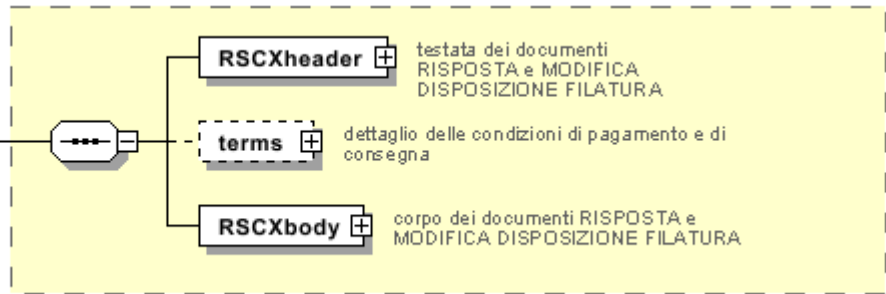 RSCXheader
testata dei documenti
RISPOSTA e MODIFICA
DISPOSIZIONE FILATURA
terms
dettaglio delle condizioni di pagamento e di
consegna
RSCXbody
corpo dei documenti RISPOSTA e
MODIFICA DISPOSIZIONE FILATURA